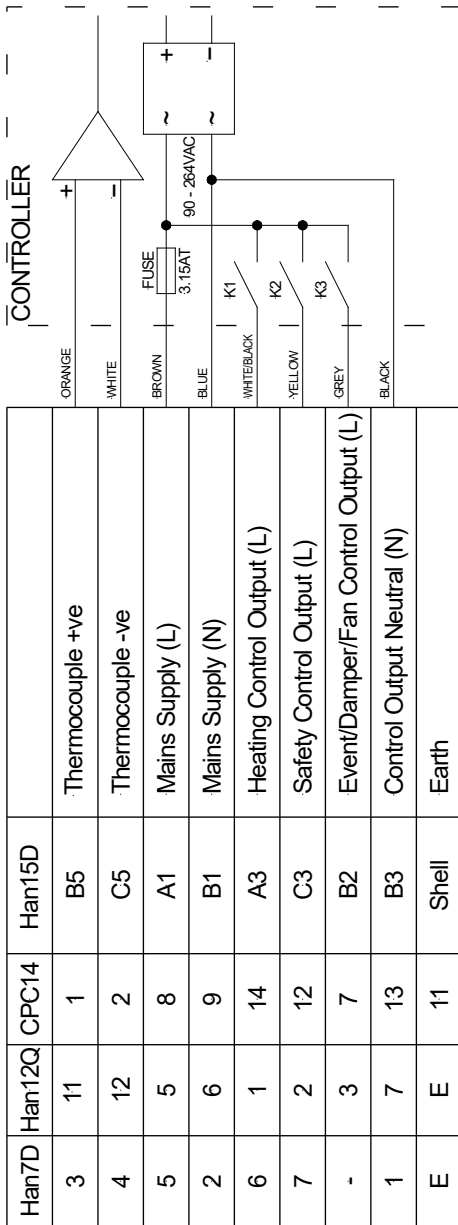 Han7D Han12Q CPC14 Han15D
3 11 1 B5 Thermocouple +ve
4 12 2 C5 Thermocouple -ve
5 5 8 A1 Mains Supply (L)
2 6 9 B1 Mains Supply (N)
6 1 14 A3 Heating Control Output (L)
7 2 12 C3 Safety Control Output (L)
- 3 7 B2 Event/Damper/Fan Control Output (L)
1 7 13 B3 Control Output Neutral (N)
E E 11 Shell Earth
CONTROLLER
ORANGE
+
WHITE
-
BROWN
FUSE
3.15AT
~ +
90 - 264VAC
BLUE
~ -
WHITE/BLACK
K1
YELLOW
K2
GREY
K3
BLACK